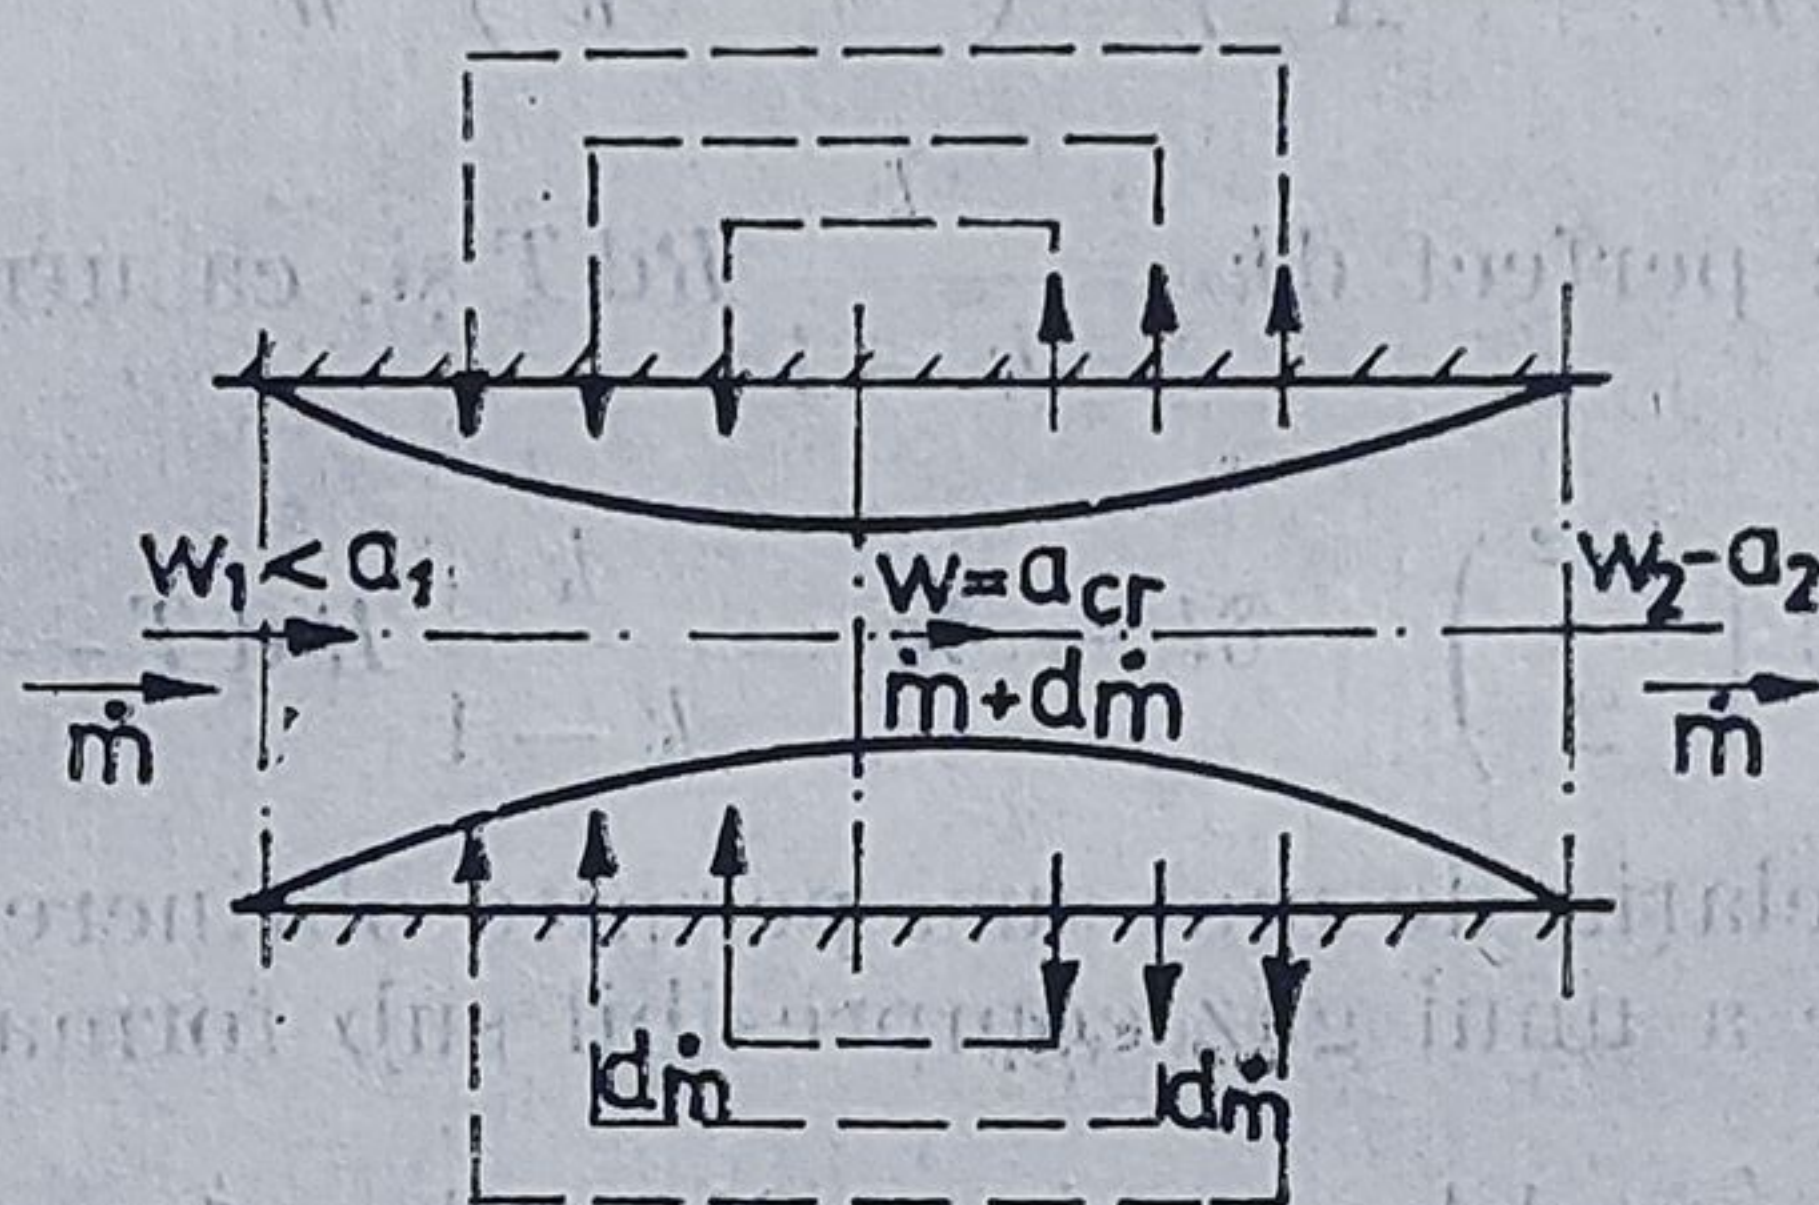 w₁ < a₁
w = a_cr
w₂ - a₂
ṁ
ṁ + dṁ
ṁ
dṁ
dṁ